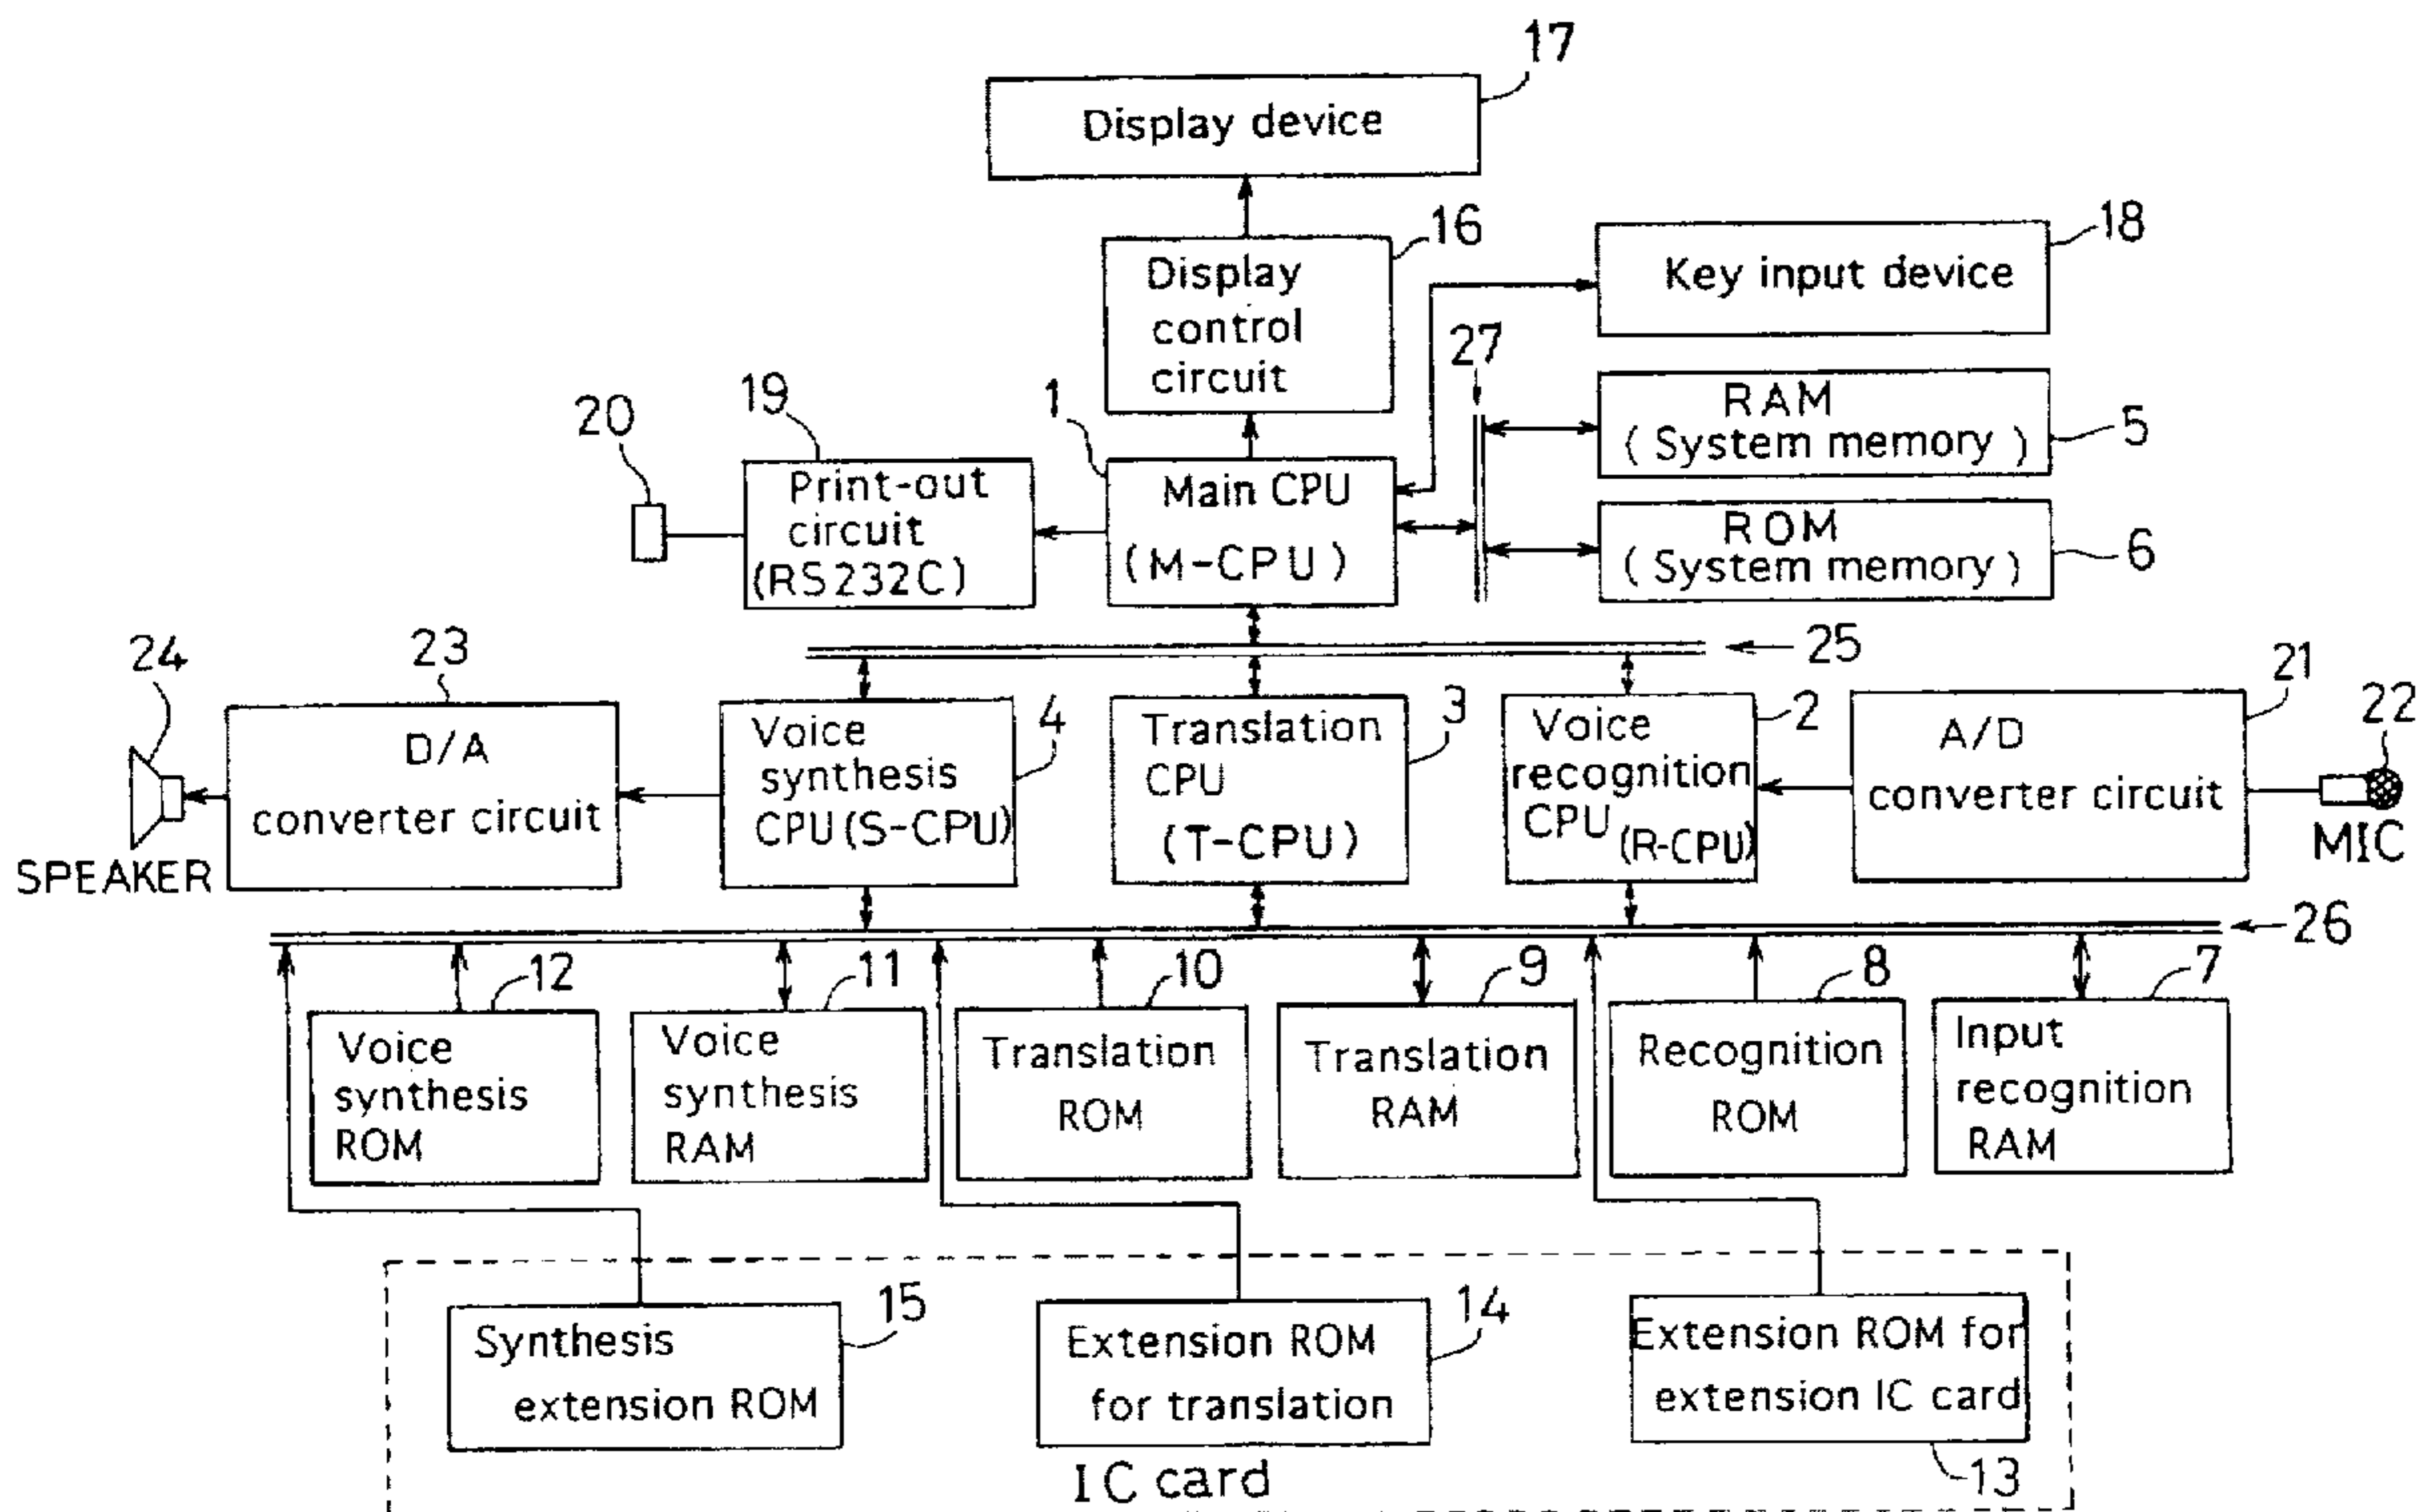 17
Display device
16
Display
control
circuit
18
Key input device
27
RAM
( System memory )
5
ROM
( System memory )
6
20
19
Print-out
circuit
(RS232C)
1
Main CPU
(M-CPU)
25
24
SPEAKER
23
D/A
converter circuit
4
Voice
synthesis
CPU (S-CPU)
3
Translation
CPU
(T-CPU)
2
Voice
recognition
CPU
(R-CPU)
21
A/D
converter circuit
22
MIC
26
12
Voice
synthesis
ROM
11
Voice
synthesis
RAM
10
Translation
ROM
9
Translation
RAM
8
Recognition
ROM
7
Input
recognition
RAM
15
Synthesis
extension ROM
14
Extension ROM
for translation
Extension ROM for
extension IC card
13
IC card